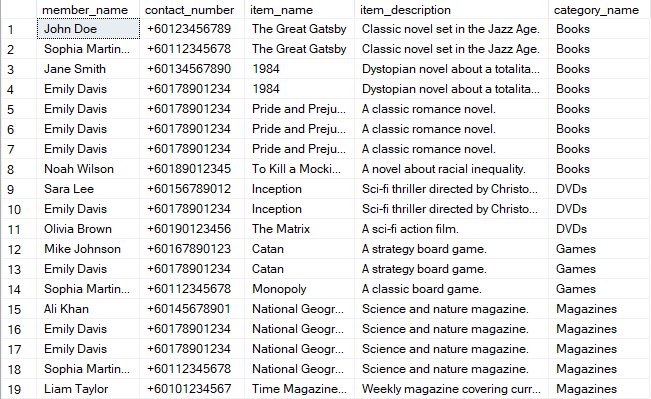 member_name contact_number item_name item_description category_name
1 John Doe +60123456789 The Great Gatsby Classic novel set in the Jazz Age. Books
2 Sophia Martin... +60112345678 The Great Gatsby Classic novel set in the Jazz Age. Books
3 Jane Smith +60134567890 1984 Dystopian novel about a totalita... Books
4 Emily Davis +60178901234 1984 Dystopian novel about a totalita... Books
5 Emily Davis +60178901234 Pride and Preju... A classic romance novel. Books
6 Emily Davis +60178901234 Pride and Preju... A classic romance novel. Books
7 Emily Davis +60178901234 Pride and Preju... A classic romance novel. Books
8 Noah Wilson +60189012345 To Kill a Mocki... A novel about racial inequality. Books
9 Sara Lee +60156789012 Inception Sci-fi thriller directed by Christo... DVDs
10 Emily Davis +60178901234 Inception Sci-fi thriller directed by Christo... DVDs
11 Olivia Brown +60190123456 The Matrix A sci-fi action film. DVDs
12 Mike Johnson +60167890123 Catan A strategy board game. Games
13 Emily Davis +60178901234 Catan A strategy board game. Games
14 Sophia Martin... +60112345678 Monopoly A classic board game. Games
15 Ali Khan +60145678901 National Geogr... Science and nature magazine. Magazines
16 Emily Davis +60178901234 National Geogr... Science and nature magazine. Magazines
17 Emily Davis +60178901234 National Geogr... Science and nature magazine. Magazines
18 Sophia Martin... +60112345678 National Geogr... Science and nature magazine. Magazines
19 Liam Taylor +60101234567 Time Magazine... Weekly magazine covering curr... Magazines